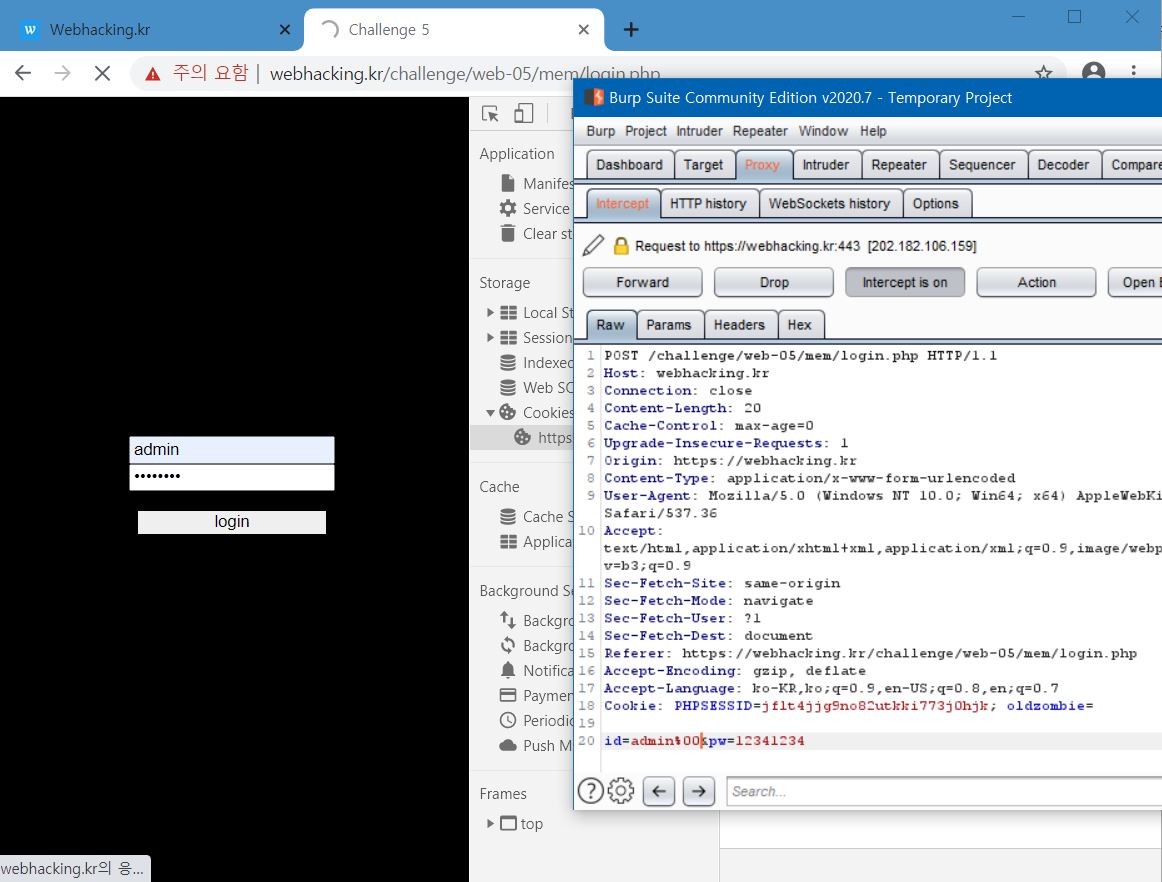 Webhacking.kr
Challenge 5
주의 요함 | webhacking.kr/challenge/web-05/mem/login.php
Burp Suite Community Edition v2020.7 - Temporary Project
Burp Project Intruder Repeater Window Help
Dashboard Target Proxy Intruder Repeater Sequencer Decoder Compare
Intercept HTTP history WebSockets history Options
Request to https://webhacking.kr:443 [202.182.106.159]
Forward Drop Intercept is on Action Open
Raw Params Headers Hex
1 POST /challenge/web-05/mem/login.php HTTP/1.1
2 Host: webhacking.kr
3 Connection: close
4 Content-Length: 20
5 Cache-Control: max-age=0
6 Upgrade-Insecure-Requests: 1
7 Origin: https://webhacking.kr
8 Content-Type: application/x-www-form-urlencoded
9 User-Agent: Mozilla/5.0 (Windows NT 10.0; Win64; x64) AppleWebKi
Safari/537.36
10 Accept:
text/html,application/xhtml+xml,application/xml;q=0.9,image/webp
v=b3;q=0.9
11 Sec-Fetch-Site: same-origin
12 Sec-Fetch-Mode: navigate
13 Sec-Fetch-User: ?1
14 Sec-Fetch-Dest: document
15 Referer: https://webhacking.kr/challenge/web-05/mem/login.php
16 Accept-Encoding: gzip, deflate
17 Accept-Language: ko-KR,ko;q=0.9,en-US;q=0.8,en;q=0.7
18 Cookie: PHPSESSID=jflt4jjg9no82utkki773j0hjk; oldzombie=
19
20 id=admin%00&pw=12341234
Search...
Application
Manifes
Service
Clear st
Storage
Local St
Session
Indexed
Web SC
Cookies
https
Cache
Cache S
Applica
Background Se
Backgro
Backgro
Notifica
Paymen
Periodic
Push M
Frames
top
admin
••••••••
login
webhacking.kr의 응...